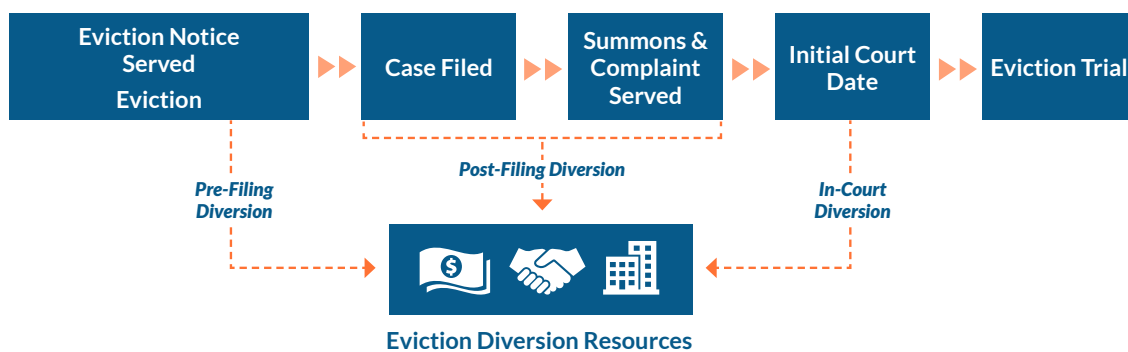 Eviction Notice
Served
Eviction
Case Filed
Summons &
Complaint
Served
Initial Court
Date
Eviction Trial
Pre-Filing
Diversion
Post-Filing Diversion
In-Court
Diversion
$
Eviction Diversion Resources